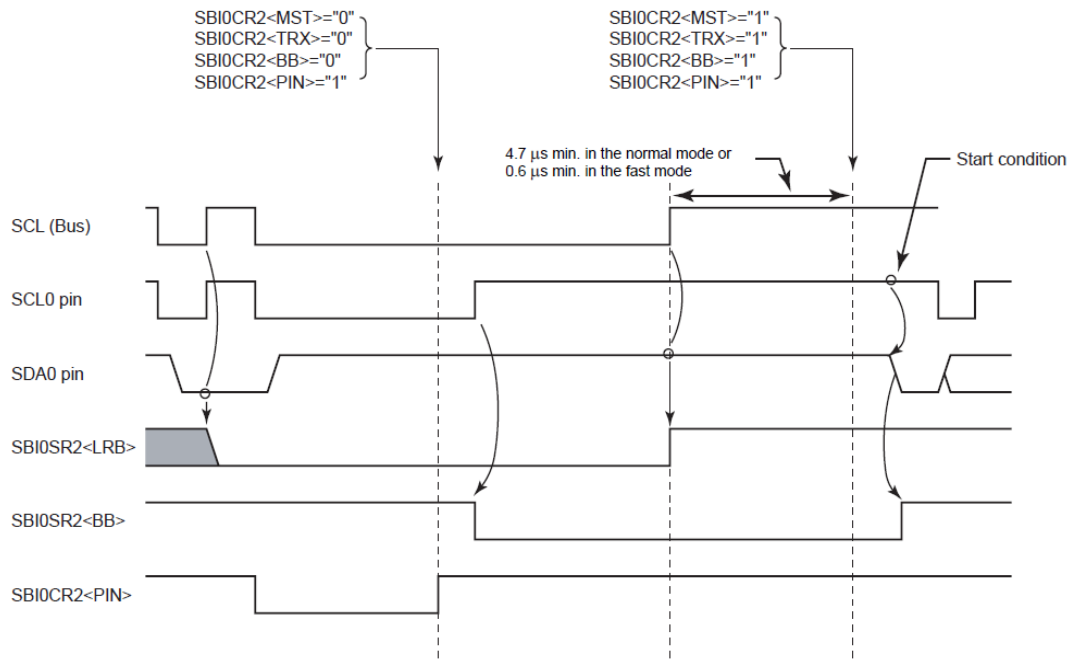 SBI0CR2<MST>="0"
SBI0CR2<TRX>="0"
SBI0CR2<BB>="0"
SBI0CR2<PIN>="1"
SBI0CR2<MST>="1"
SBI0CR2<TRX>="1"
SBI0CR2<BB>="1"
SBI0CR2<PIN>="1"
4.7 μs min. in the normal mode or
0.6 μs min. in the fast mode
Start condition
SCL (Bus)
SCL0 pin
SDA0 pin
SBI0SR2<LRB>
SBI0SR2<BB>
SBI0CR2<PIN>